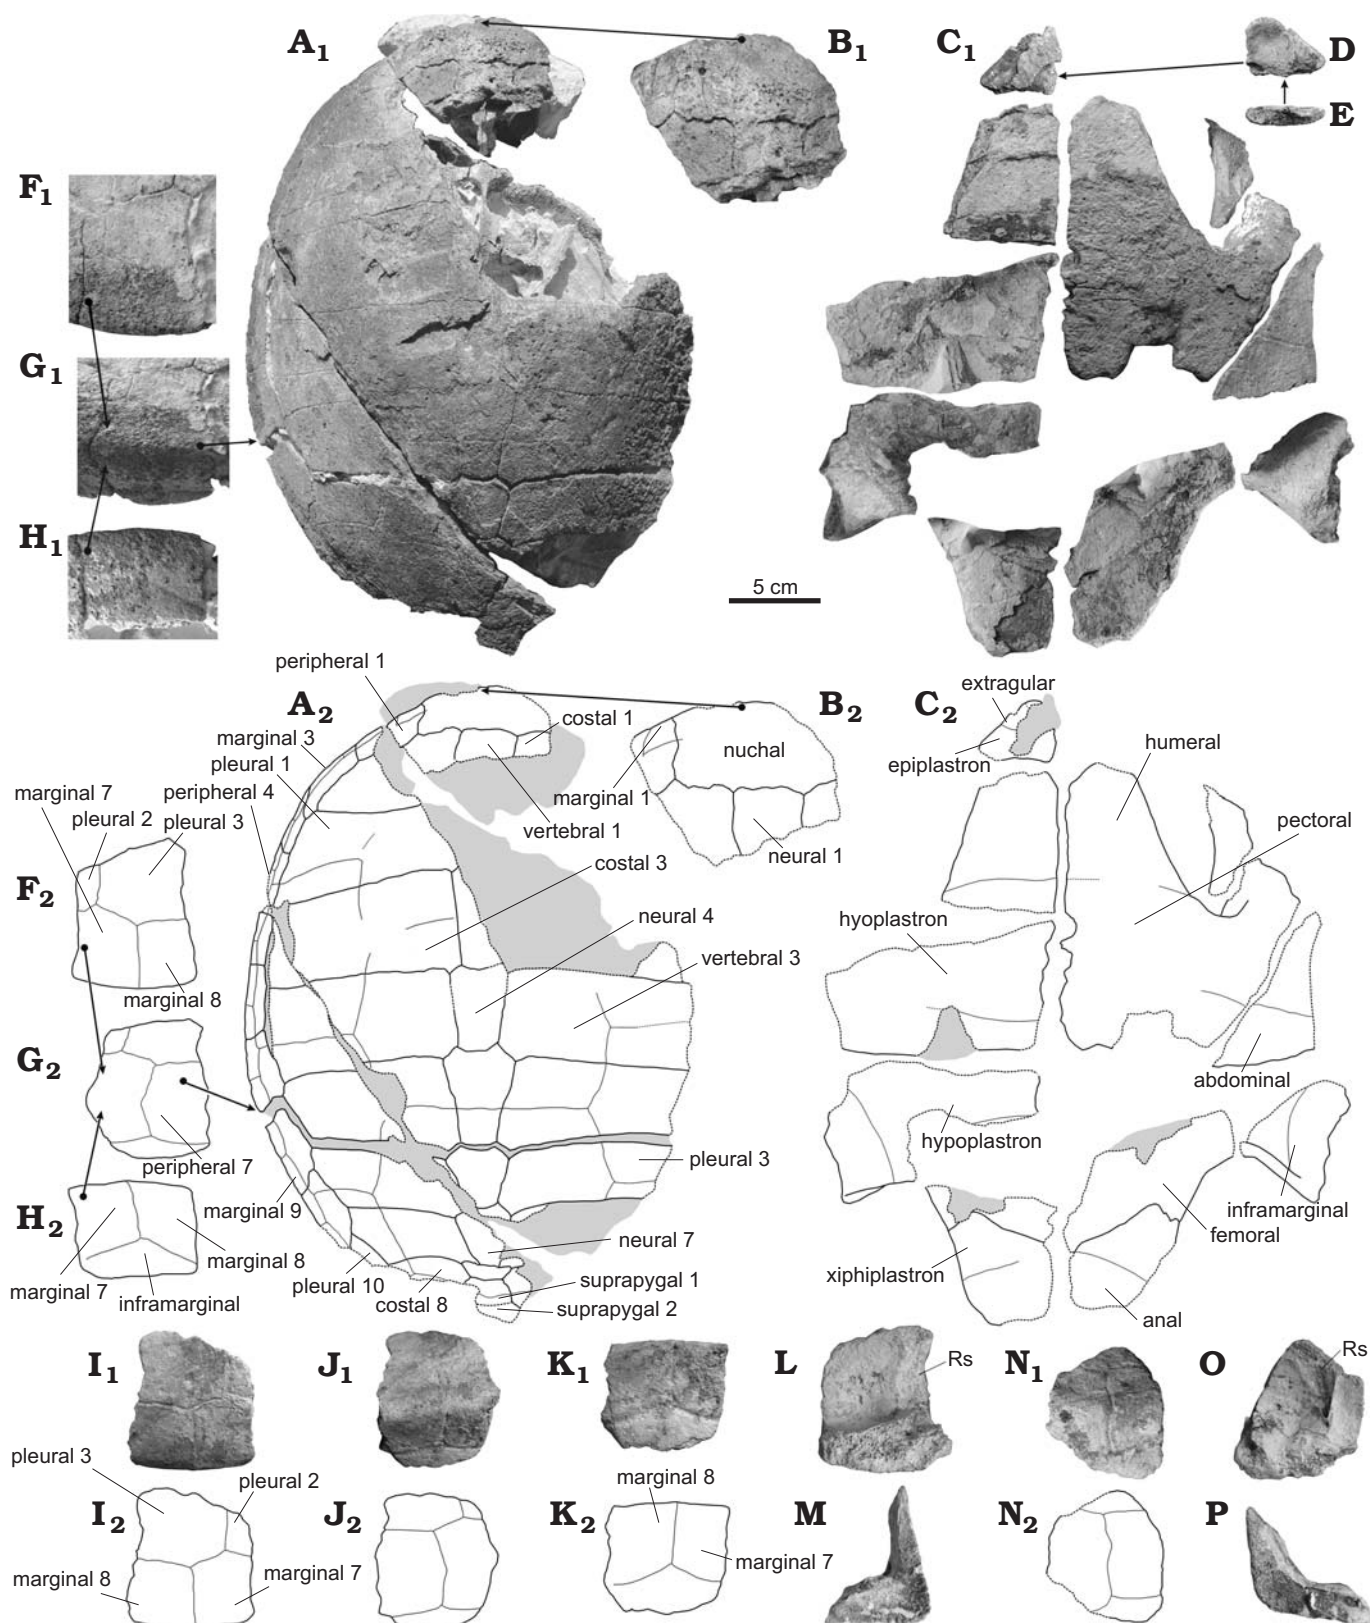 A1
B1
C1
D
E
F1
G1
H1
5 cm
peripheral 1
A2
B2
C2
extragular
costal 1
marginal 3
nuchal
humeral
pleural 1
epiplastron
marginal 7
peripheral 4
marginal 1
pleural 2
pleural 3
vertebral 1
pectoral
neural 1
costal 3
F2
neural 4
hyoplastron
vertebral 3
marginal 8
G2
abdominal
hypoplastron
peripheral 7
pleural 3
H2
marginal 9
inframarginal
neural 7
femoral
marginal 8
xiphiplastron
pleural 10
suprapygal 1
marginal 7
inframarginal
costal 8
suprapygal 2
anal
I1
J1
K1
L
Rs
N1
O
Rs
pleural 3
pleural 2
marginal 8
I2
J2
K2
M
N2
P
marginal 7
marginal 8
marginal 7